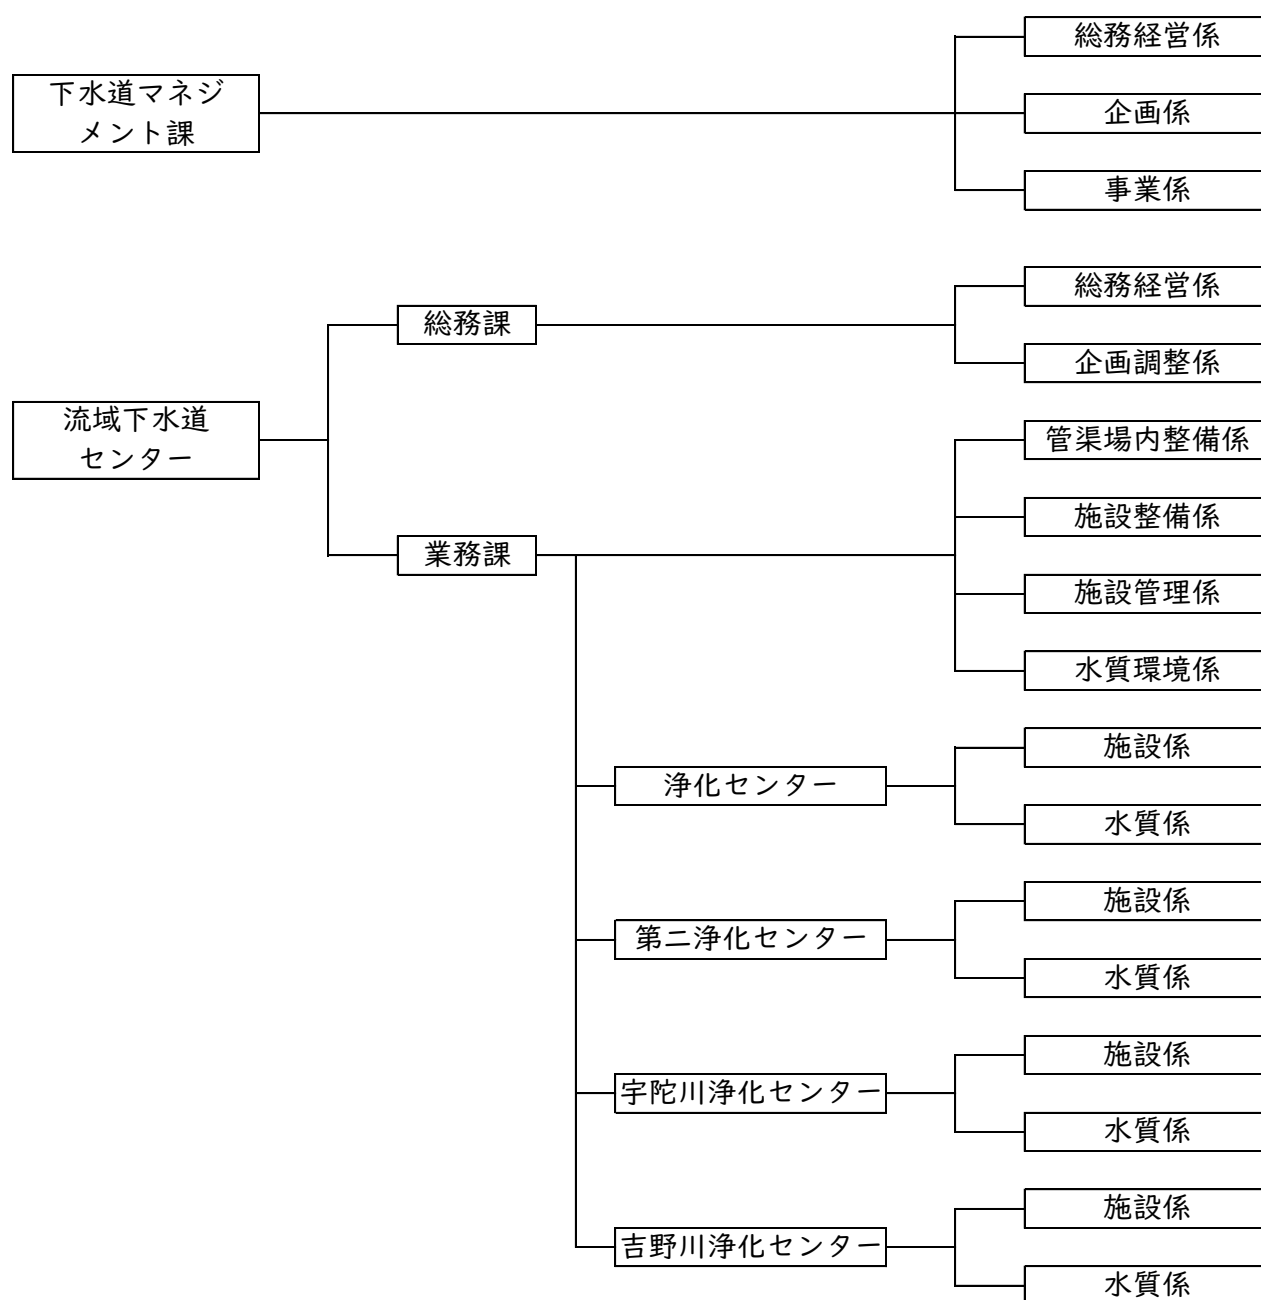 下水道マネジ
メント課
総務経営係
企画係
事業係
流域下水道
センター
総務課
総務経営係
企画調整係
業務課
管渠場内整備係
施設整備係
施設管理係
水質環境係
浄化センター
施設係
水質係
第二浄化センター
施設係
水質係
宇陀川浄化センター
施設係
水質係
吉野川浄化センター
施設係
水質係